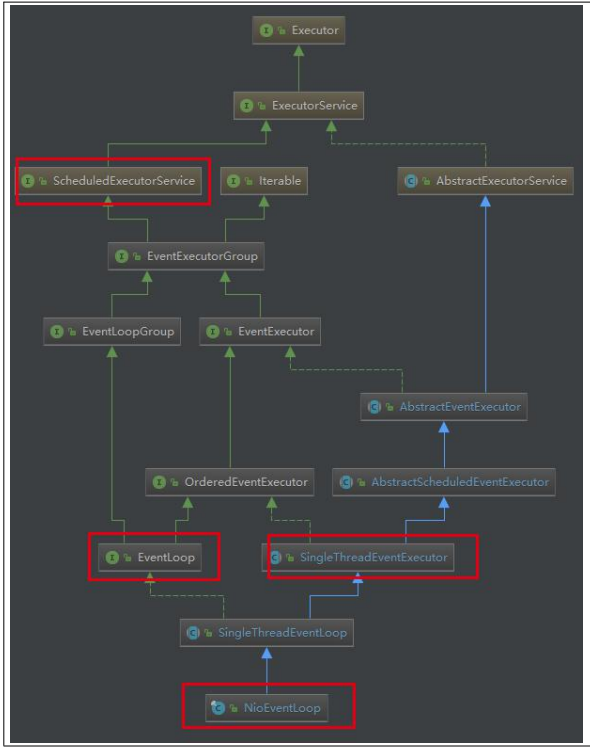 I Executor
I ExecutorService
I ScheduledExecutorService
I Iterable
C AbstractExecutorService
I EventExecutorGroup
I EventLoopGroup
I EventExecutor
C AbstractEventExecutor
I OrderedEventExecutor
C AbstractScheduledEventExecutor
I EventLoop
C SingleThreadEventExecutor
C SingleThreadEventLoop
C NioEventLoop